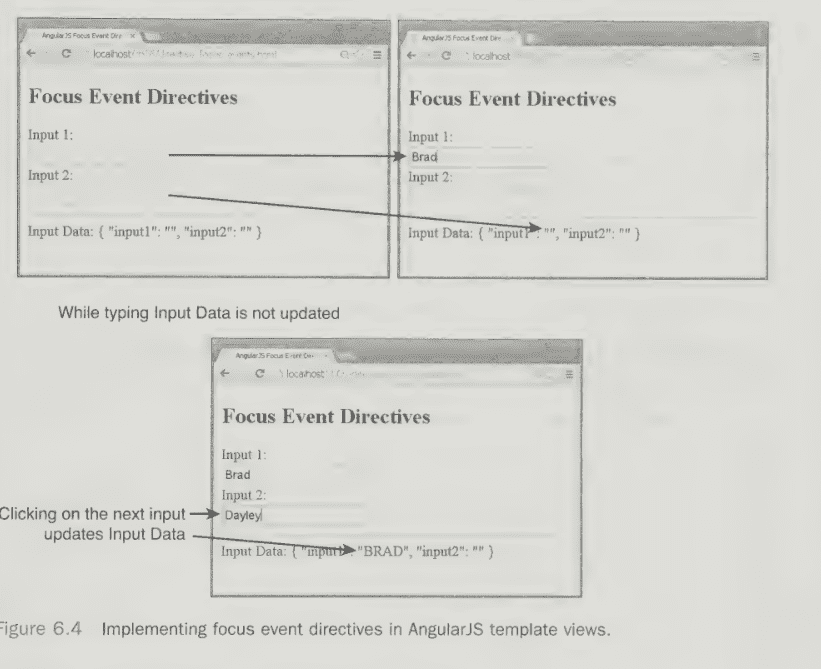 AngularJS Focus Event Dire ×
localhost
Focus Event Directives
Input 1:
Input 2:
Input Data: { "input1": "", "input2": "" }
AngularJS Focus Event Dire
localhost
Focus Event Directives
Input 1:
Brad
Input 2:
Input Data: { "input1": "", "input2": "" }
While typing Input Data is not updated
AngularJS Focus Event Dire
localhost
Focus Event Directives
Input 1:
Brad
Input 2:
Dayley
Clicking on the next input
updates Input Data
Input Data: { "input1": "BRAD", "input2": "" }
Figure 6.4 Implementing focus event directives in AngularJS template views.